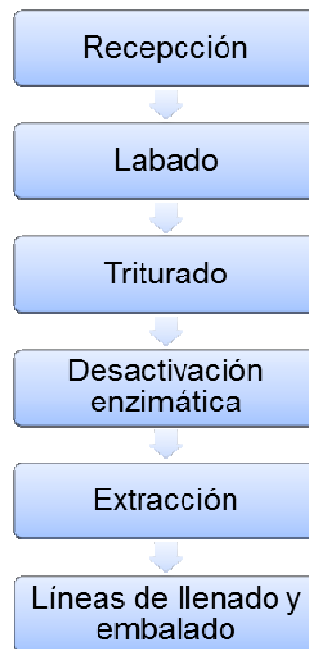 Recepcción
Labado
Triturado
Desactivación
enzimática
Extracción
Líneas de llenado y
embalado